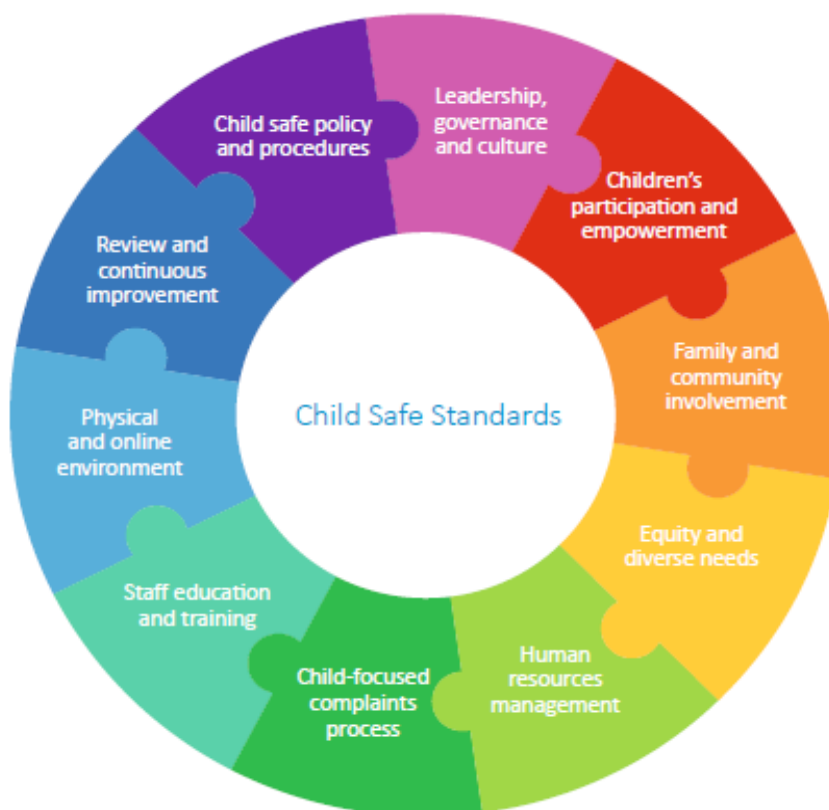 Leadership,
governance
and culture
Children's
participation and
empowerment
Family and
community
involvement
Equity and
diverse needs
Human
resources
management
Child-focused
complaints
process
Staff education
and training
Physical
and online
environment
Review and
continuous
improvement
Child safe policy
and procedures
Child Safe Standards